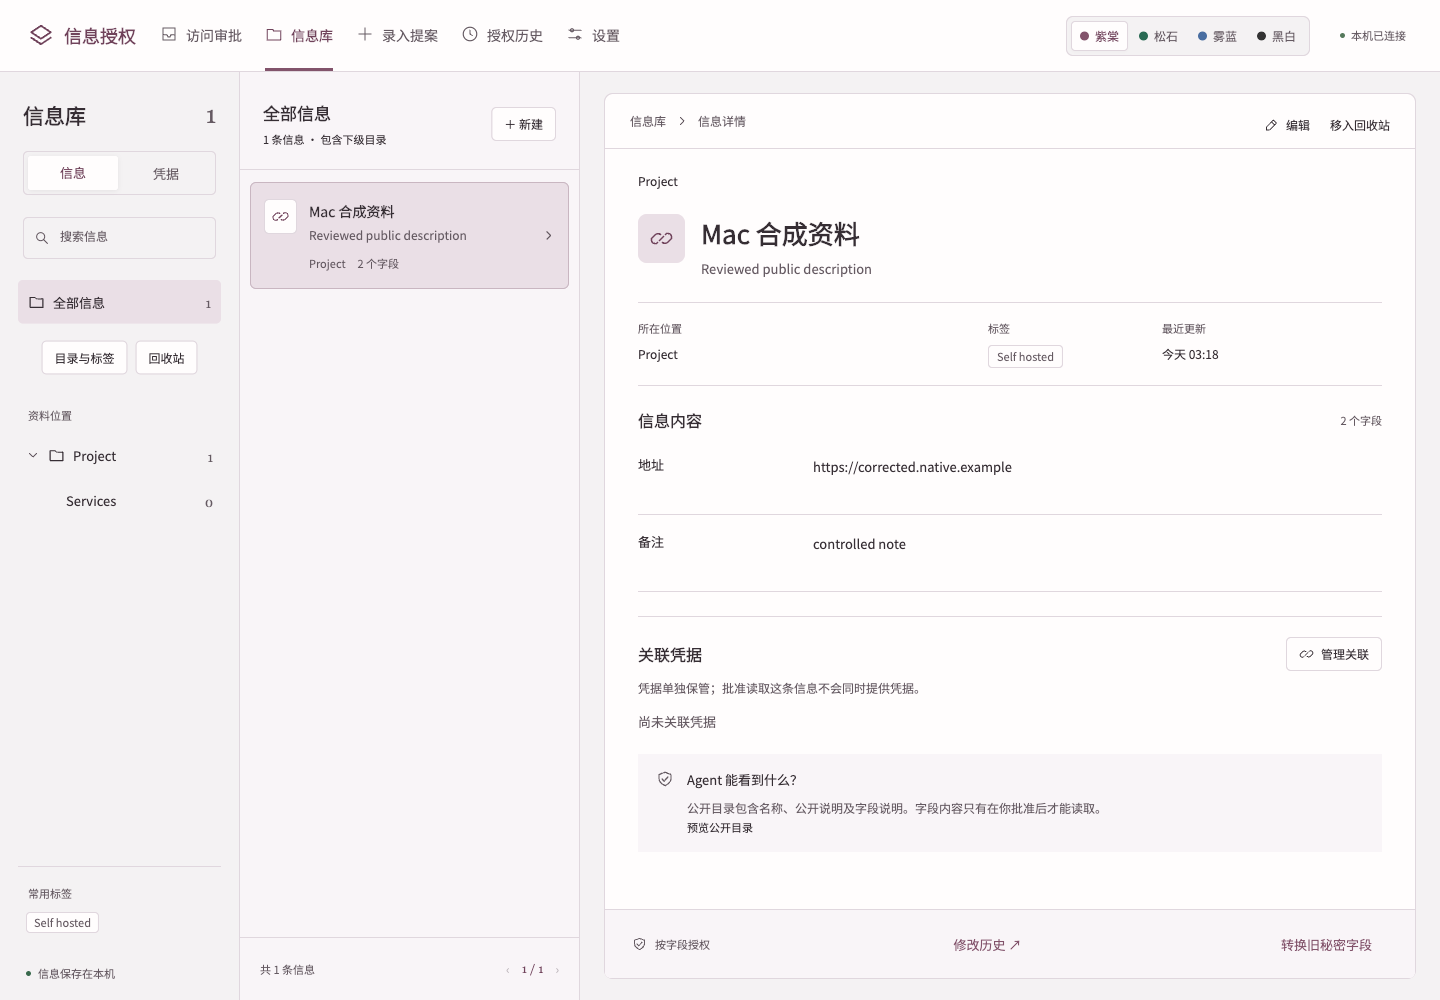 信息授权
访问审批
信息库
录入提案
授权历史
设置
紫棠
松石
雾蓝
黑白
本机已连接
信息库 1
信息
凭据
搜索信息
全部信息 1
目录与标签
回收站
资料位置
Project 1
Services 0
常用标签
Self hosted
信息保存在本机
全部信息
1 条信息 · 包含下级目录
新建
Mac 合成资料
Reviewed public description
Project 2 个字段
共 1 条信息
‹ 1 / 1 ›
信息库 > 信息详情
编辑
移入回收站
Project
Mac 合成资料
Reviewed public description
所在位置
Project
标签
Self hosted
最近更新
今天 03:18
信息内容
2 个字段
地址
https://corrected.native.example
备注
controlled note
关联凭据
管理关联
凭据单独保管；批准读取这条信息不会同时提供凭据。
尚未关联凭据
Agent 能看到什么？
公开目录包含名称、公开说明及字段说明。字段内容只有在你批准后才能读取。
预览公开目录
按字段授权
修改历史 ↗
转换旧秘密字段